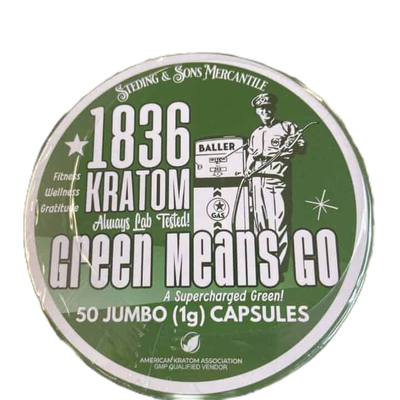 Steding & Sons Mercantile
1836
KRATOM
Fitness
Wellness
Gratitude
Always Lab Tested!
BALLER
GAS
Green Means GO
A Supercharged Green!
50 JUMBO (1g) CAPSULES
AMERICAN KRATOM ASSOCIATION
GMP QUALIFIED VENDOR